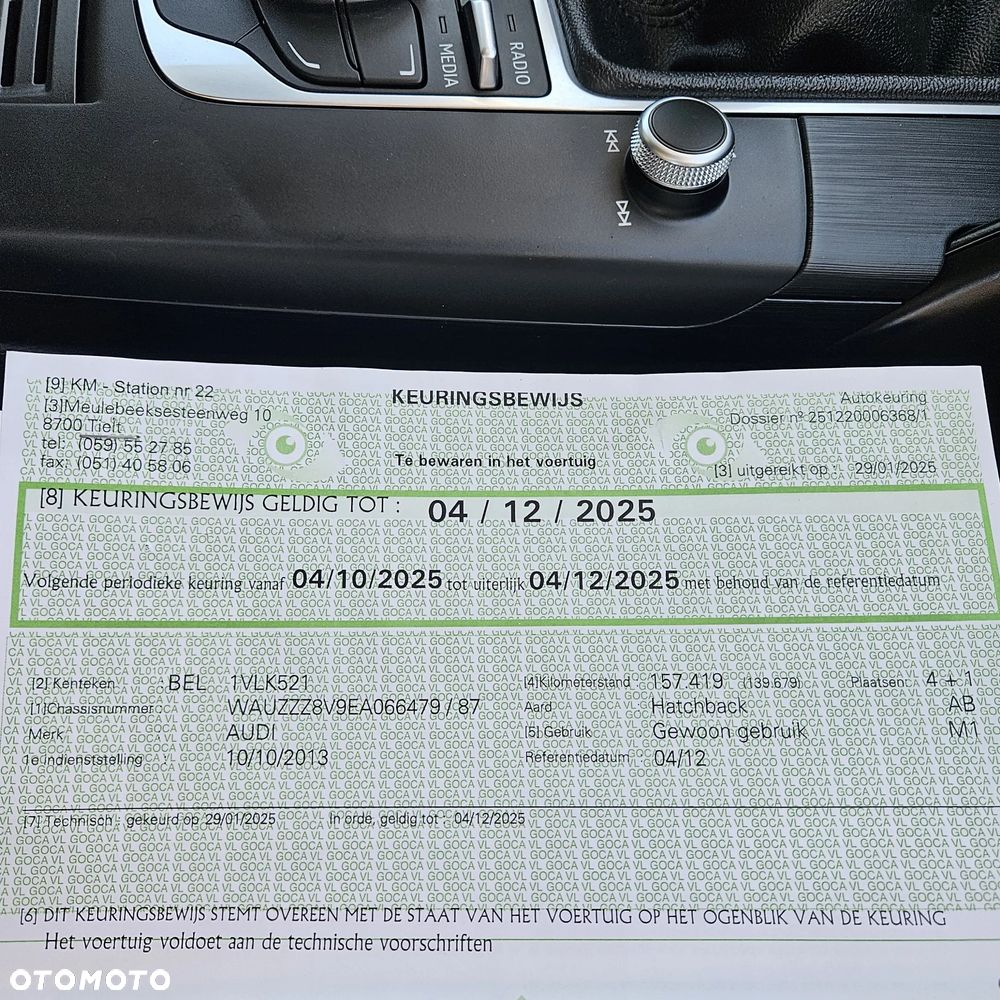 MEDIA
RADIO
[9] KM - Station nr 22
[3]Meulebeeksesteenweg 10
8700 Tielt
tel: (059) 55 27 85
fax: (051) 40 58 06
KEURINGSBEWIJS
Te bewaren in het voertuig
Autokeuring
Dossier n° 251220006368/1
[3] uitgereikt op : 29/01/2025
[8] KEURINGSBEWIJS GELDIG TOT : 04 / 12 / 2025
Volgende periodieke keuring vanaf 04/10/2025 tot uiterlijk 04/12/2025 met behoud van de referentiedatum
[2] Kenteken : BEL 1VLK521 [4]Kilometerstand : 157.419 (139.679) Plaatsen : 4 + 1
[1]Chassisnummer : WAUZZZ8V9EA066479 / 87 Aard : Hatchback AB
Merk : AUDI [5] Gebruik : Gewoon gebruik M1
1e indienststelling : 10/10/2013 Referentiedatum : 04/12
[7] Technisch : gekeurd op 29/01/2025 In orde, geldig tot : 04/12/2025
[6] DIT KEURINGSBEWIJS STEMT OVEREEN MET DE STAAT VAN HET VOERTUIG OP HET OGENBLIK VAN DE KEURING
Het voertuig voldoet aan de technische voorschriften
OTOMOTO